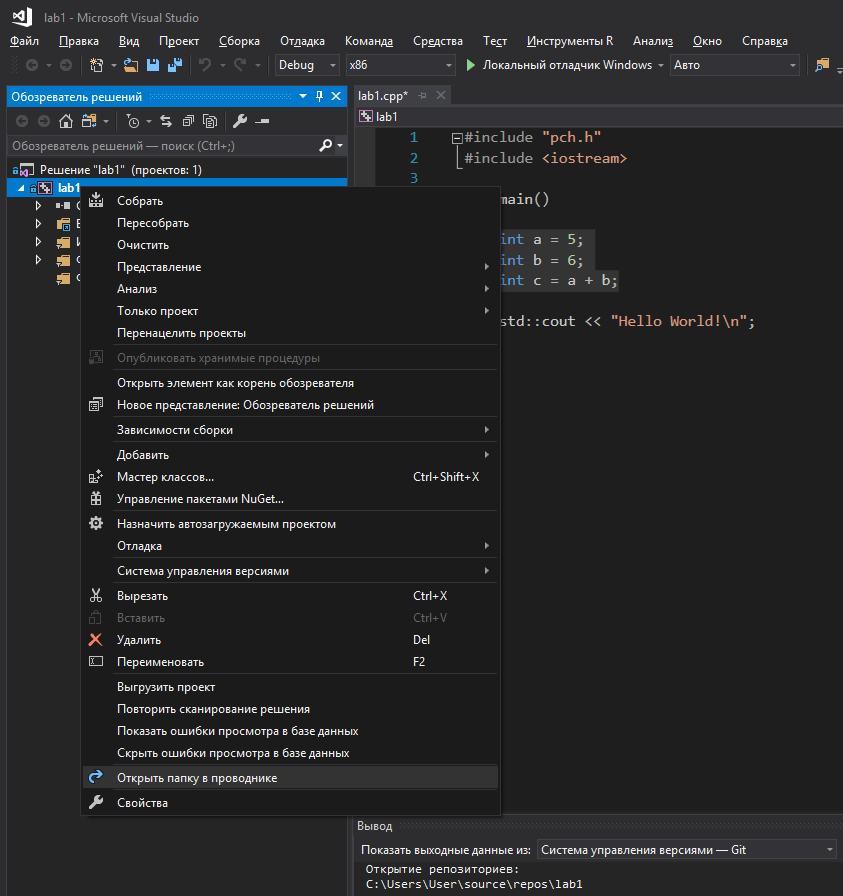 lab1 - Microsoft Visual Studio
Файл Правка Вид Проект Сборка Отладка Команда Средства Тест Инструменты R Анализ Окно Справка
Debug x86 Локальный отладчик Windows Авто
Обозреватель решений
lab1.cpp*
lab1
Обозреватель решений — поиск (Ctrl+;)
Решение "lab1" (проектов: 1)
lab1
1 #include "pch.h"
2 #include <iostream>
3
main()
int a = 5;
int b = 6;
int c = a + b;
std::cout << "Hello World!\n";
Собрать
Пересобрать
Очистить
Представление
Анализ
Только проект
Перенацелить проекты
Опубликовать хранимые процедуры
Открыть элемент как корень обозревателя
Новое представление: Обозреватель решений
Зависимости сборки
Добавить
Мастер классов... Ctrl+Shift+X
Управление пакетами NuGet...
Назначить автозагружаемым проектом
Отладка
Система управления версиями
Вырезать Ctrl+X
Вставить Ctrl+V
Удалить Del
Переименовать F2
Выгрузить проект
Повторить сканирование решения
Показать ошибки просмотра в базе данных
Скрыть ошибки просмотра в базе данных
Открыть папку в проводнике
Свойства
Вывод
Показать выходные данные из: Система управления версиями — Git
Открытие репозиториев:
C:\Users\User\source\repos\lab1